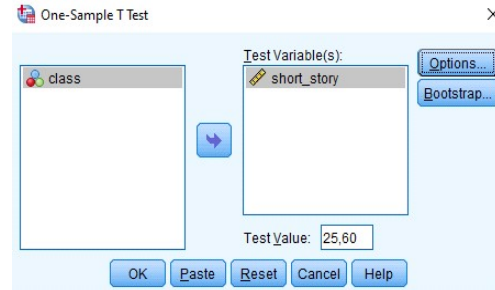 One-Sample T Test
Test Variable(s):
class
short_story
Options...
Bootstrap...
Test Value: 25,60
OK Paste Reset Cancel Help